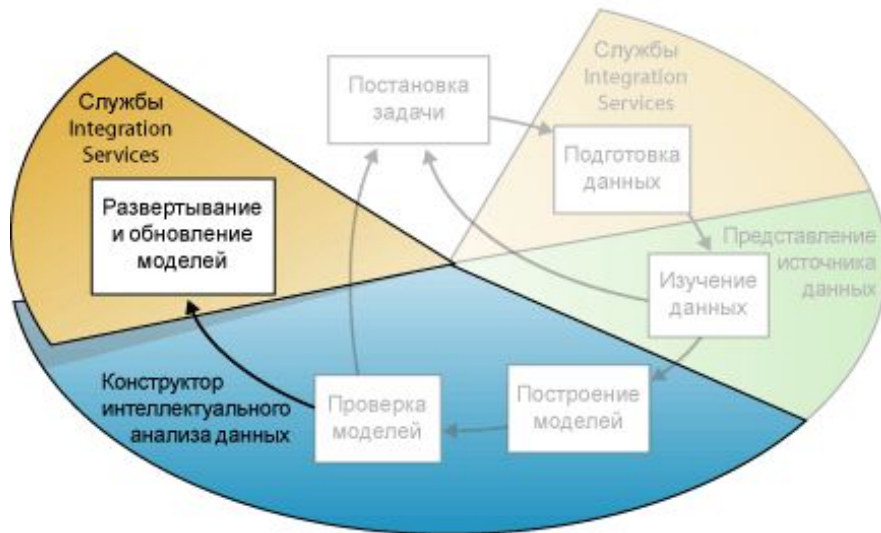 Службы
Integration
Services
Развертывание
и обновление
моделей
Постановка
задачи
Службы
Integration
Services
Подготовка
данных
Представление
источника
данных
Изучение
данных
Построение
моделей
Проверка
моделей
Конструктор
интеллектуального
анализа данных